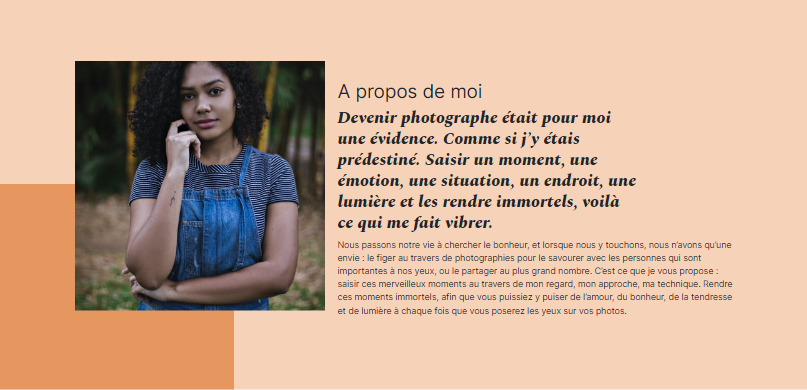 A propos de moi
Devenir photographe était pour moi
une évidence. Comme si j'y étais
prédestiné. Saisir un moment, une
émotion, une situation, un endroit, une
lumière et les rendre immortels, voilà
ce qui me fait vibrer.
Nous passons notre vie à chercher le bonheur, et lorsque nous y touchons, nous n'avons qu'une
envie : le figer au travers de photographies pour le savourer avec les personnes qui sont
importantes à nos yeux, ou le partager au plus grand nombre. C'est ce que je vous propose :
saisir ces merveilleux moments au travers de mon regard, mon approche, ma technique. Rendre
ces moments immortels, afin que vous puissiez y puiser de l'amour, du bonheur, de la tendresse
et de lumière à chaque fois que vous poserez les yeux sur vos photos.